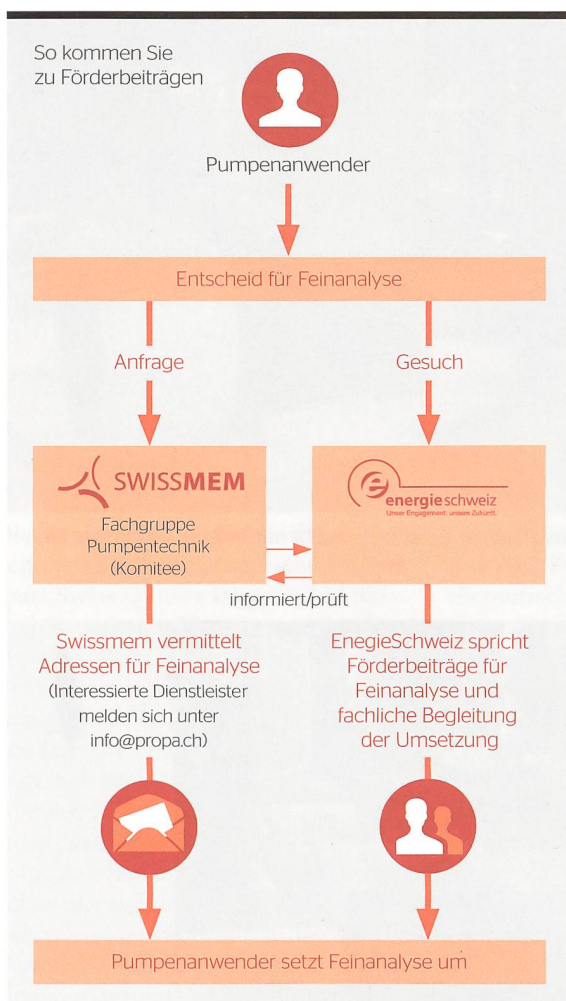 So kommen Sie
zu Förderbeiträgen
Pumpenanwender
Entscheid für Feinanalyse
Anfrage
Gesuch
SWISSMEM
Fachgruppe
Pumpentechnik
(Komitee)
energieschweiz
Unser Engagement: unsere Zukunft.
informiert/prüft
Swissmem vermittelt
Adressen für Feinanalyse
(Interessierte Dienstleister
melden sich unter
info@propa.ch)
EnegieSchweiz spricht
Förderbeiträge für
Feinanalyse und
fachliche Begleitung
der Umsetzung
Pumpenanwender setzt Feinanalyse um